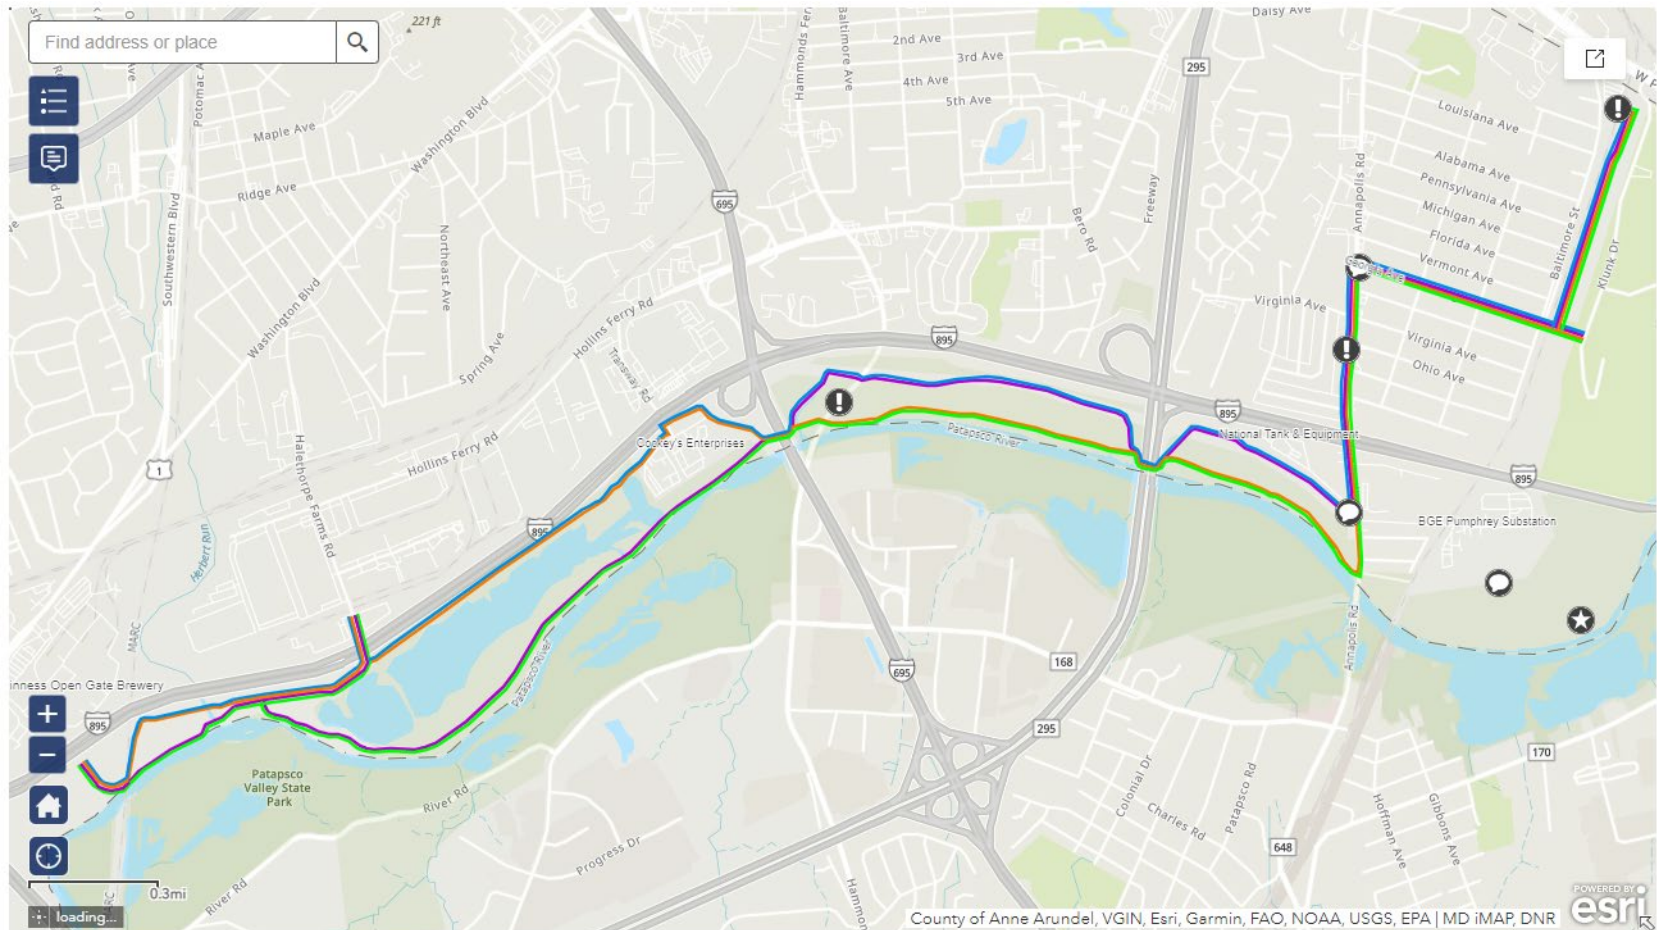 221 ft
Find address or place
Daisy Ave
2nd Ave
3rd Ave
4th Ave
5th Ave
Hammonds Fer
Baltimore Ave
295
Louisiana Ave
Potomac A
Maple Ave
Washington Blvd
Ridge Ave
695
Freeway
Bero Rd
Annapolis Rd
Alabama Ave
Pennsylvania Ave
Michigan Ave
Florida Ave
Vermont Ave
Baltimore St
Klunk Dr
Southwestern Blvd
Northeast Ave
Washington Blvd
Spring Ave
Hollins Ferry Rd
Transway Rd
895
Georgia Ave
Virginia Ave
Virginia Ave
Ohio Ave
895
Cookey's Enterprises
Patapsco River
National Tank & Equipment
1
Halethorpe Farms Rd
Hollins Ferry Rd
895
895
BGE Pumphrey Substation
Herbert Run
MARC
Patapsco River
Annapolis Rd
168
695
nness Open Gate Brewery
895
295
170
Patapsco
Valley State
Park
River Rd
Progress Dr
Colonial Dr
Charles Rd
Patapsco Rd
648
Hoffman Ave
Gibbons Ave
0.3mi
River Rd
Hammon
loading...
County of Anne Arundel, VGIN, Esri, Garmin, FAO, NOAA, USGS, EPA | MD iMAP, DNR
POWERED BY
esri